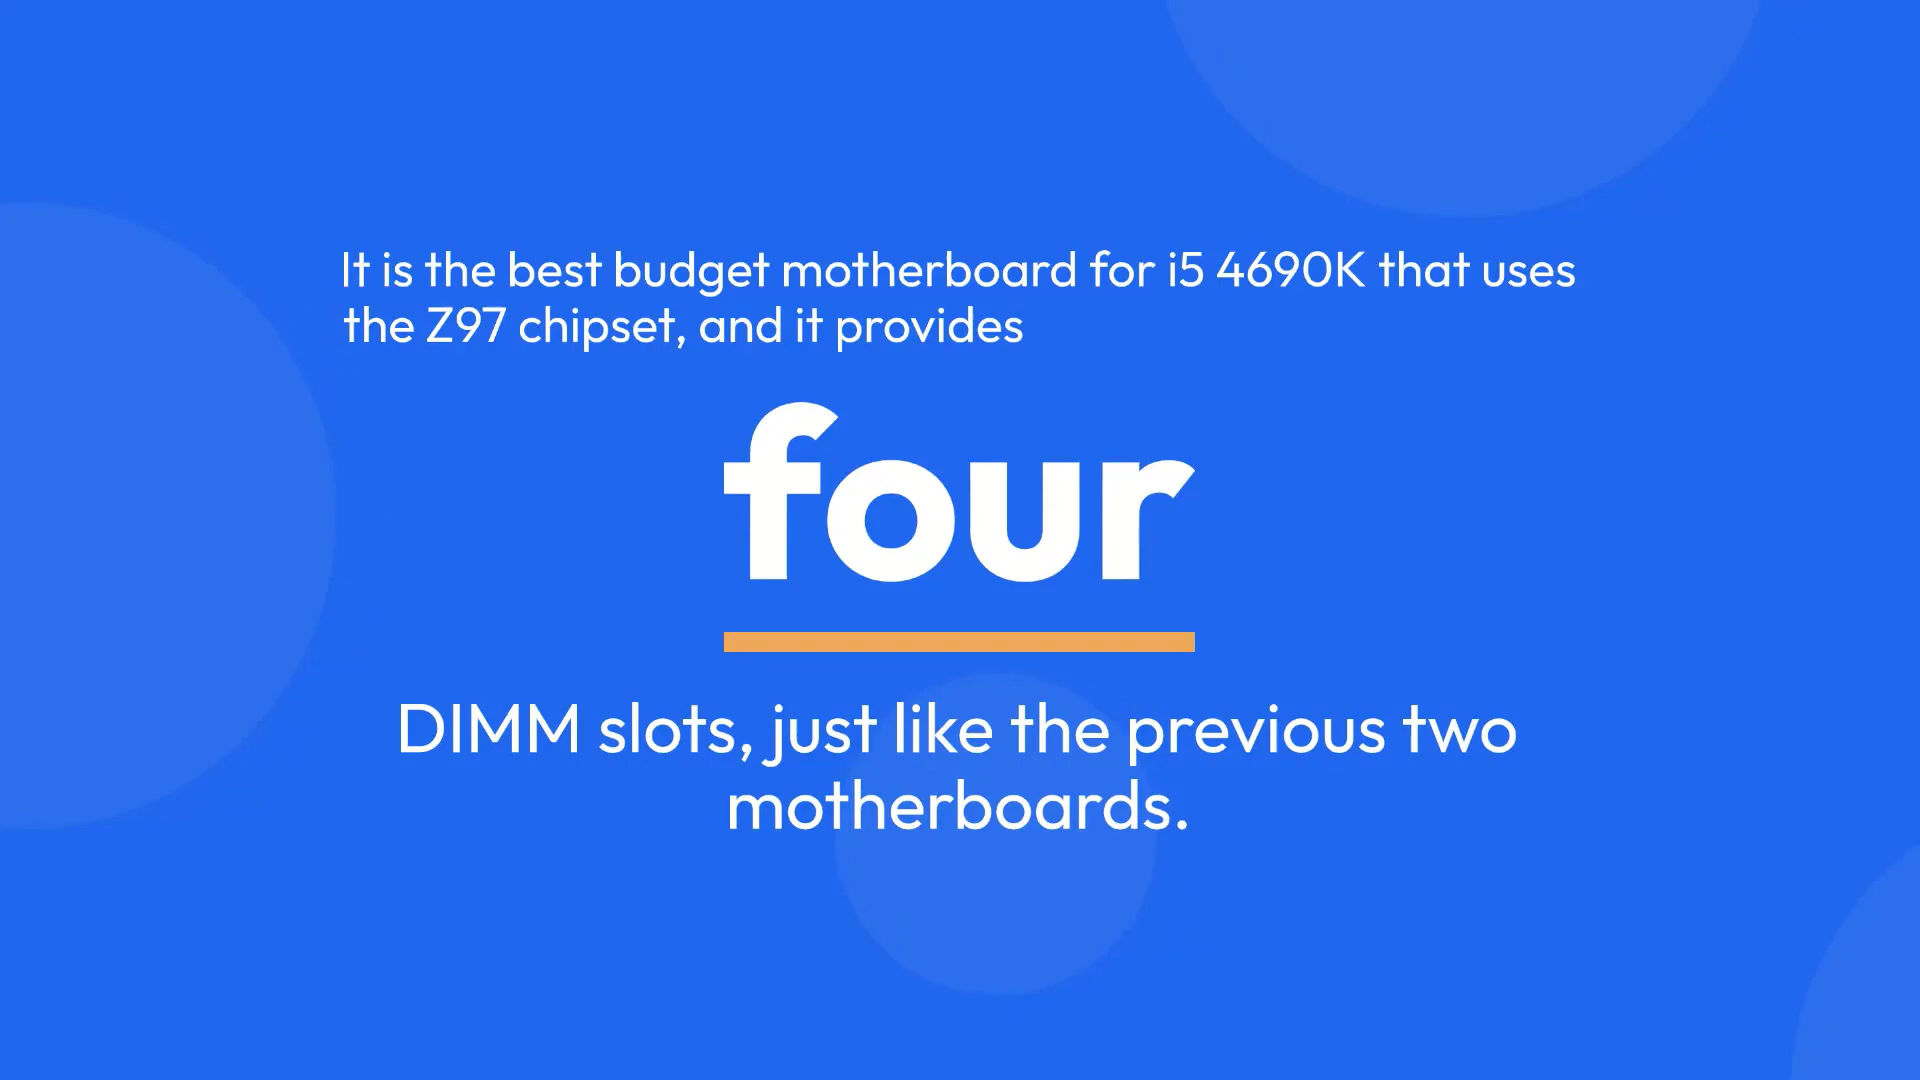 It is the best budget motherboard for i5 4690K that uses
the Z97 chipset, and it provides
four
DIMM slots, just like the previous two
motherboards.